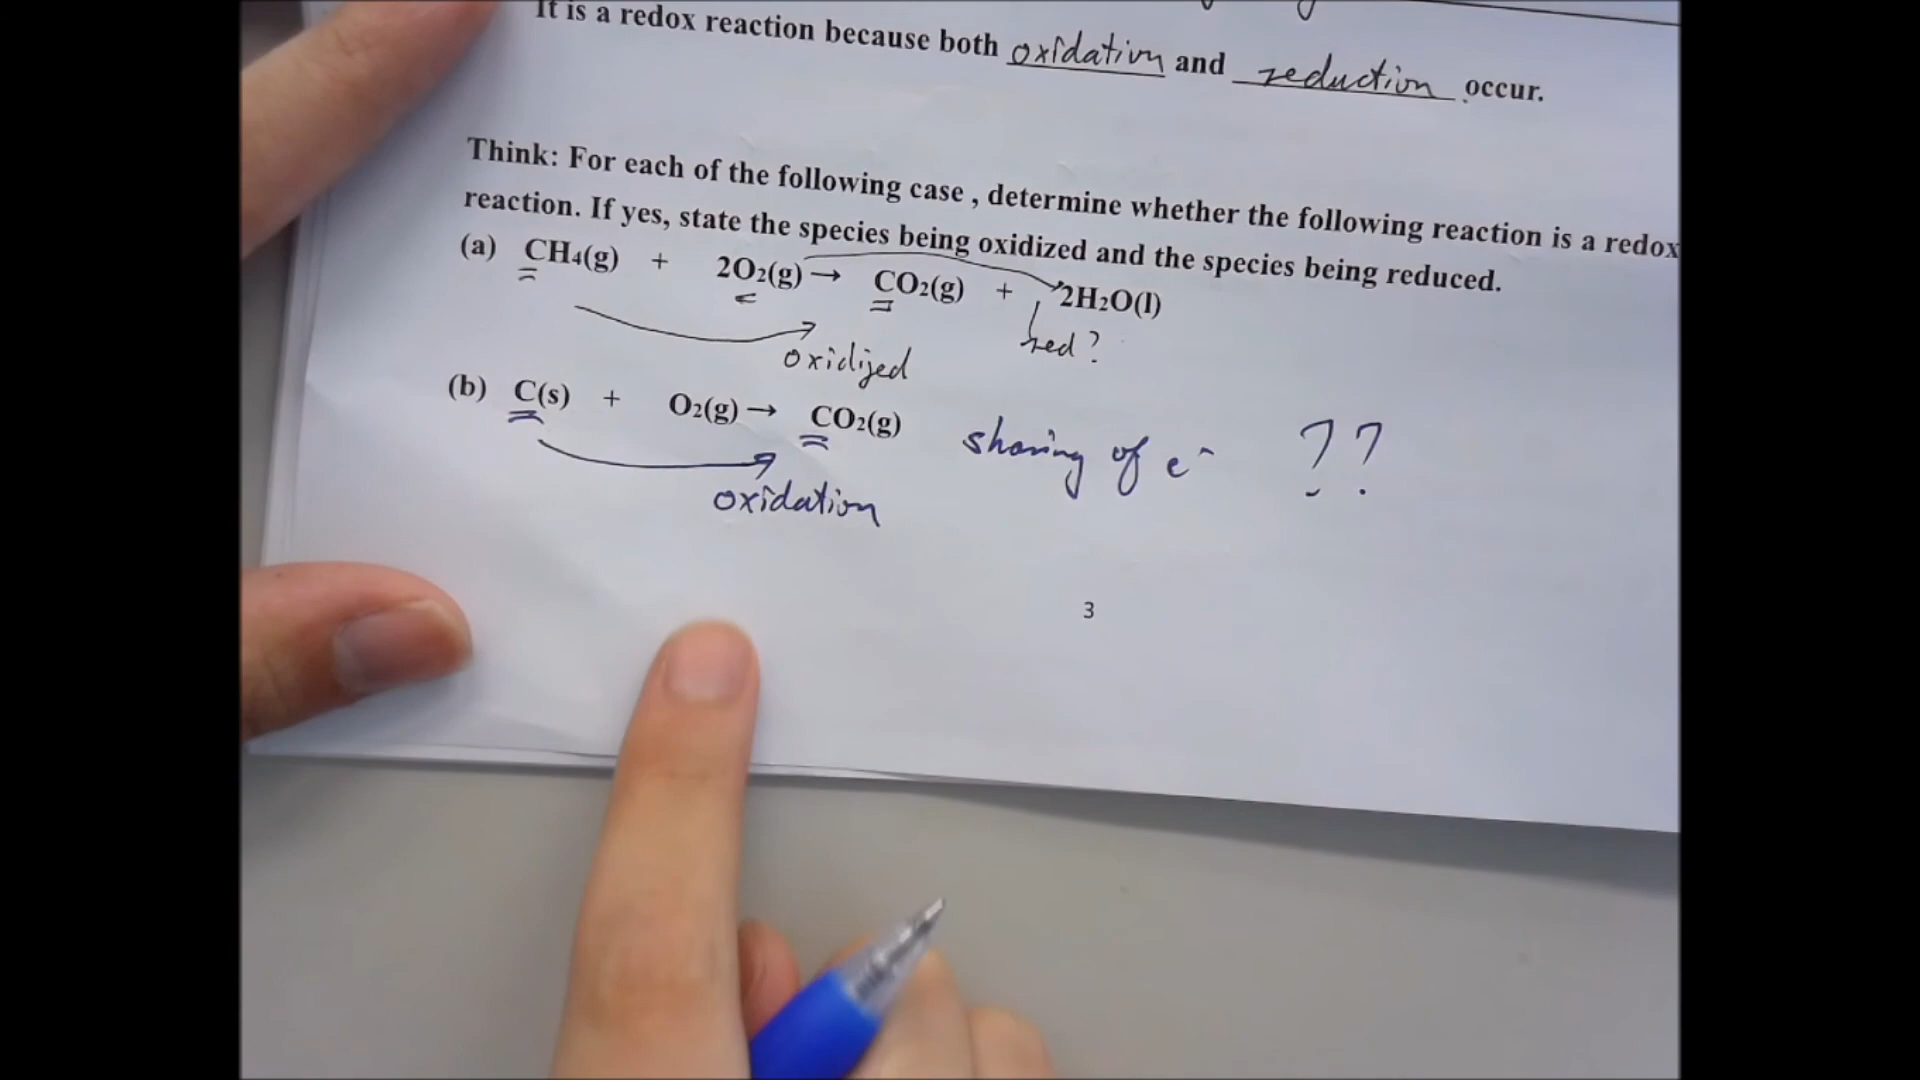 It is a redox reaction because both oxidation and reduction occur.
Think: For each of the following case , determine whether the following reaction is a redox
reaction. If yes, state the species being oxidized and the species being reduced.
(a) CH4(g) + 2O2(g) → CO2(g) + 2H2O(l)
red ?
oxidized
(b) C(s) + O2(g) → CO2(g) sharing of e- ??
oxidation
3